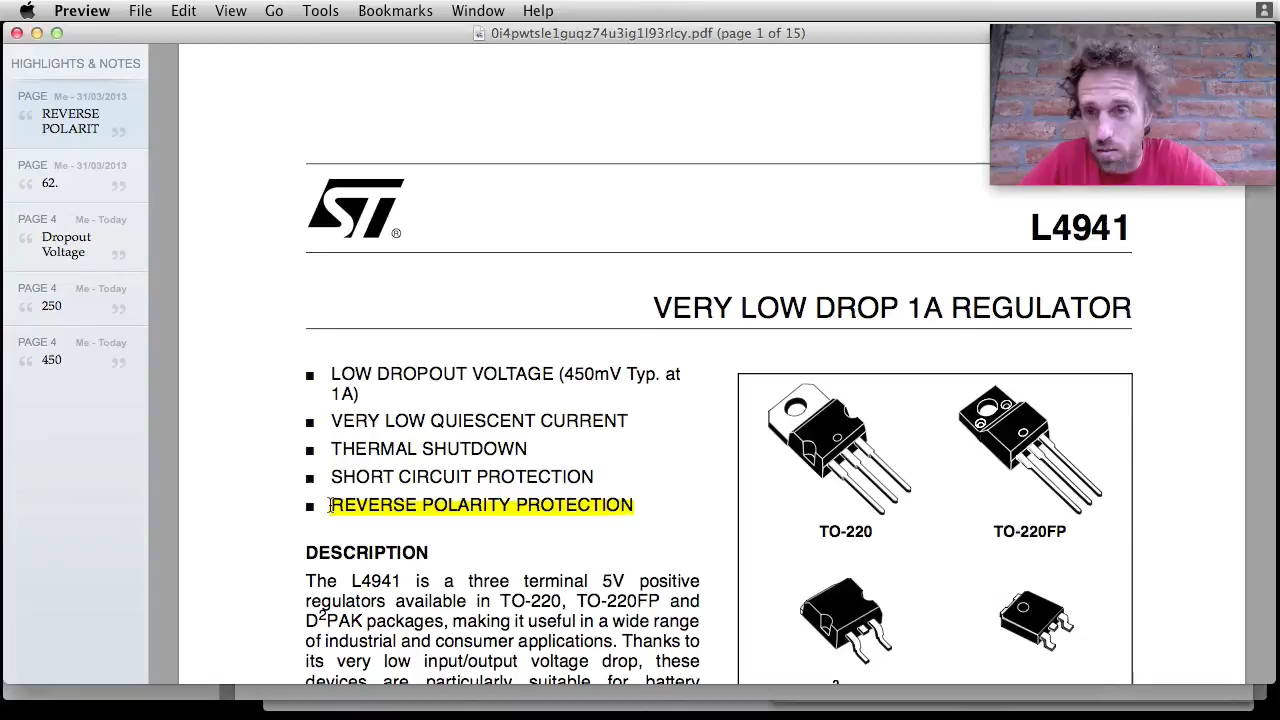 Preview File Edit View Go Tools Bookmarks Window Help
0i4pwtsle1guqz74u3ig1l93rlcy.pdf (page 1 of 15)
HIGHLIGHTS & NOTES
PAGE Me - 31/03/2013
REVERSE
POLARIT
PAGE Me - 31/03/2013
62.
PAGE 4 Me - Today
Dropout
Voltage
PAGE 4 Me - Today
250
PAGE 4 Me - Today
450
ST®
L4941
VERY LOW DROP 1A REGULATOR
■ LOW DROPOUT VOLTAGE (450mV Typ. at
1A)
■ VERY LOW QUIESCENT CURRENT
■ THERMAL SHUTDOWN
■ SHORT CIRCUIT PROTECTION
■ REVERSE POLARITY PROTECTION
DESCRIPTION
The L4941 is a three terminal 5V positive
regulators available in TO-220, TO-220FP and
D²PAK packages, making it useful in a wide range
of industrial and consumer applications. Thanks to
its very low input/output voltage drop, these
devices are particularly suitable for battery
TO-220
TO-220FP